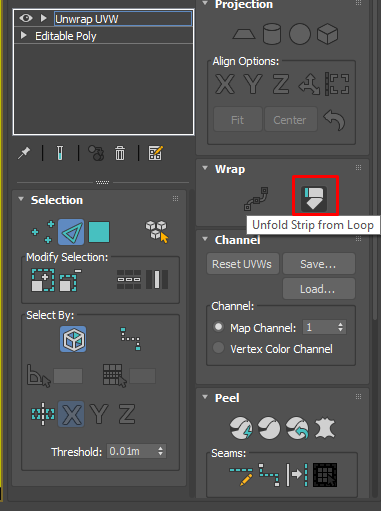 Unwrap UVW
Editable Poly
Selection
Modify Selection:
Select By:
X Y Z
Threshold: 0.01m
Projection
Align Options:
X Y Z
Fit Center
Wrap
Unfold Strip from Loop
Channel
Reset UVWs Save...
Load...
Channel:
Map Channel: 1
Vertex Color Channel
Peel
Seams: